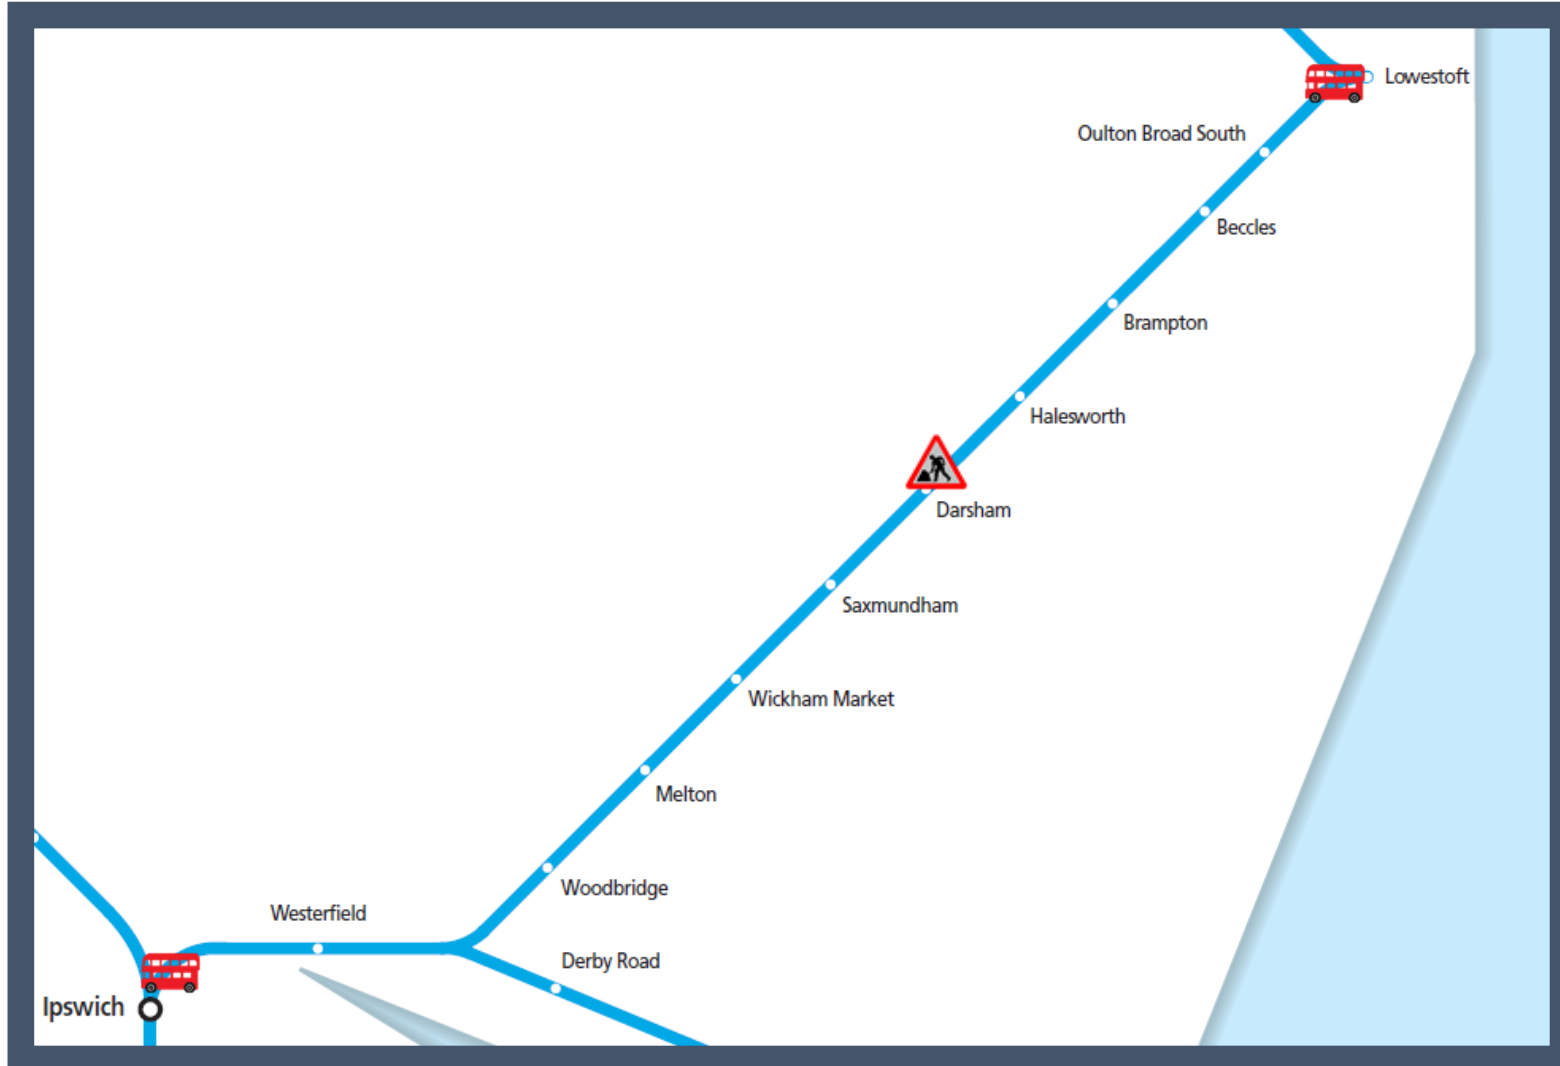 Lowestoft
Oulton Broad South
Beccles
Brampton
Halesworth
Darsham
Saxmundham
Wickham Market
Melton
Woodbridge
Westerfield
Derby Road
Ipswich